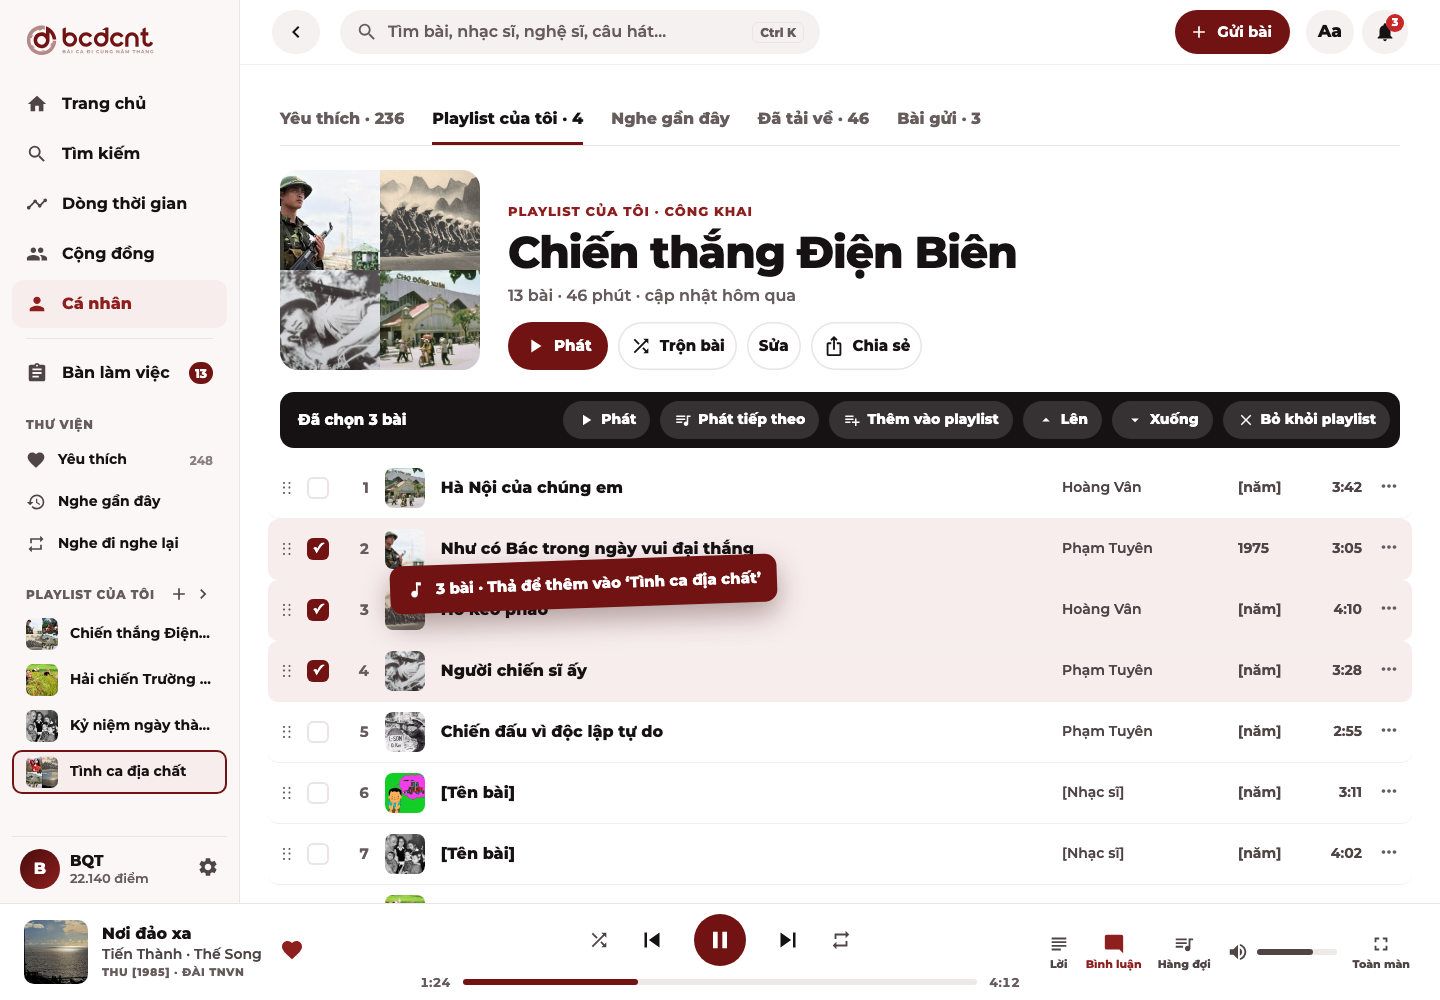 bcdcnt
BÀI CA ĐI CÙNG NĂM THÁNG
Trang chủ
Tìm kiếm
Dòng thời gian
Cộng đồng
Cá nhân
Bàn làm việc 13
THƯ VIỆN
Yêu thích 248
Nghe gần đây
Nghe đi nghe lại
PLAYLIST CỦA TÔI
Chiến thắng Điện...
Hải chiến Trường ...
Kỷ niệm ngày thà...
Tình ca địa chất
B
BQT
22.140 điểm
Tìm bài, nhạc sĩ, nghệ sĩ, câu hát... Ctrl K
Gửi bài
Aa
3
Yêu thích · 236 Playlist của tôi · 4 Nghe gần đây Đã tải về · 46 Bài gửi · 3
PLAYLIST CỦA TÔI · CÔNG KHAI
Chiến thắng Điện Biên
13 bài · 46 phút · cập nhật hôm qua
Phát Trộn bài Sửa Chia sẻ
Đã chọn 3 bài Phát Phát tiếp theo Thêm vào playlist Lên Xuống Bỏ khỏi playlist
1 Hà Nội của chúng em Hoàng Vân [năm] 3:42
2 Như có Bác trong ngày vui đại thắng Phạm Tuyên 1975 3:05
3 bài · Thả để thêm vào ‘Tình ca địa chất’
3 Hò kéo pháo Hoàng Vân [năm] 4:10
4 Người chiến sĩ ấy Phạm Tuyên [năm] 3:28
5 Chiến đấu vì độc lập tự do Phạm Tuyên [năm] 2:55
6 [Tên bài] [Nhạc sĩ] [năm] 3:11
7 [Tên bài] [Nhạc sĩ] [năm] 4:02
Nơi đảo xa
Tiến Thành · Thế Song
THU [1985] · ĐÀI TNVN
1:24 4:12
Lời Bình luận Hàng đợi Toàn màn